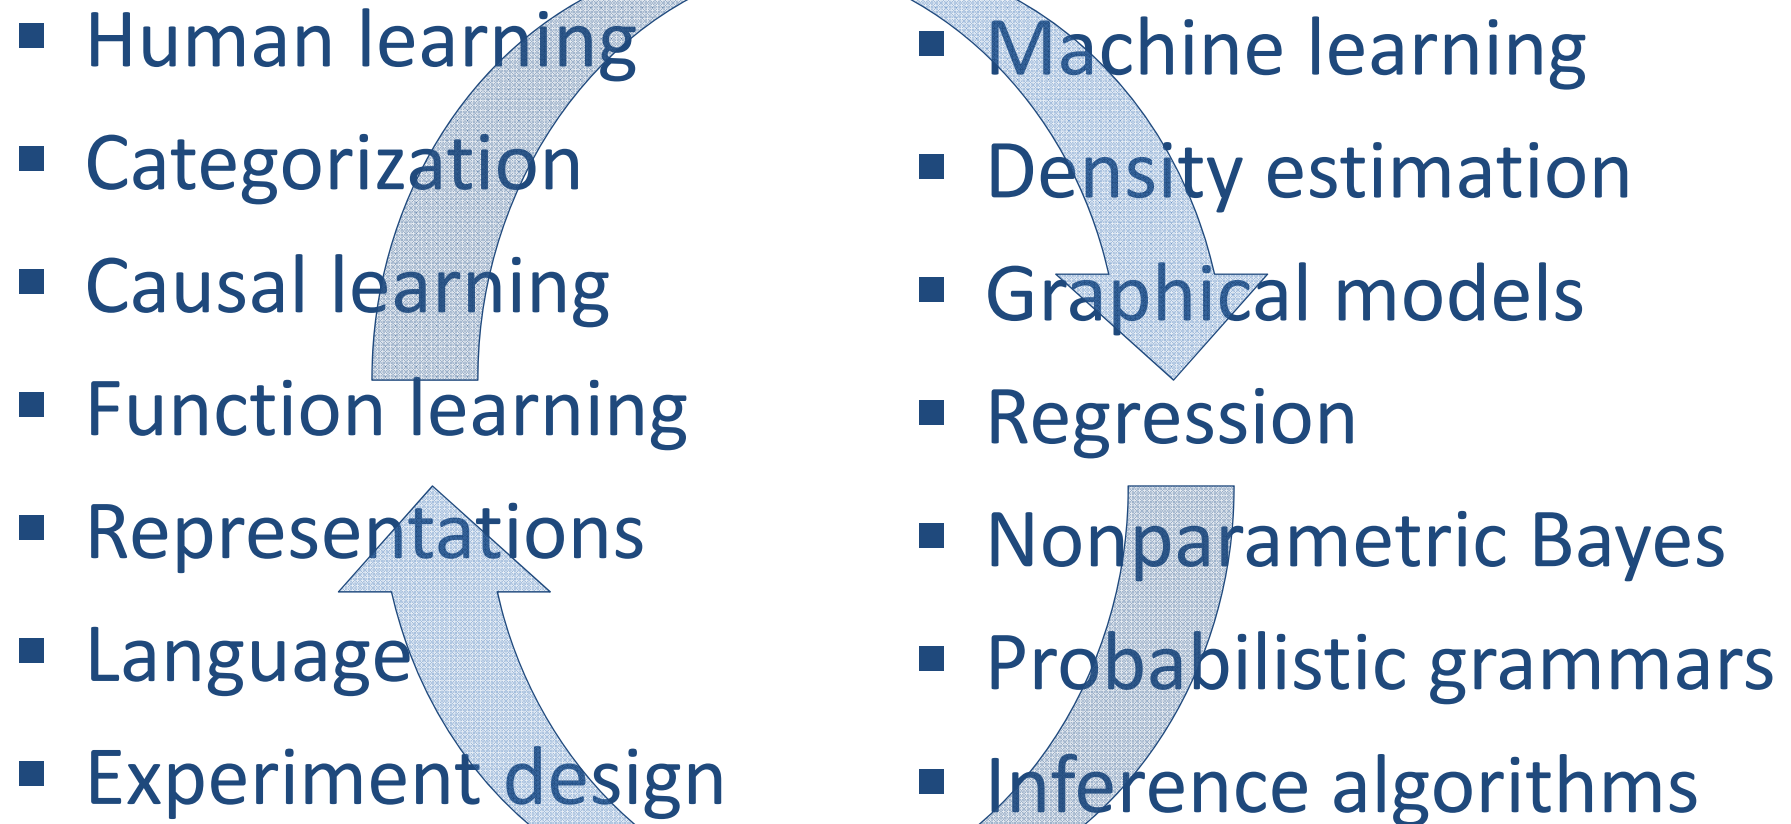 ▪ Human learning
▪ Categorization
▪ Causal learning
▪ Function learning
▪ Representations
▪ Language
▪ Experiment design
▪ Machine learning
▪ Density estimation
▪ Graphical models
▪ Regression
▪ Nonparametric Bayes
▪ Probabilistic grammars
▪ Inference algorithms